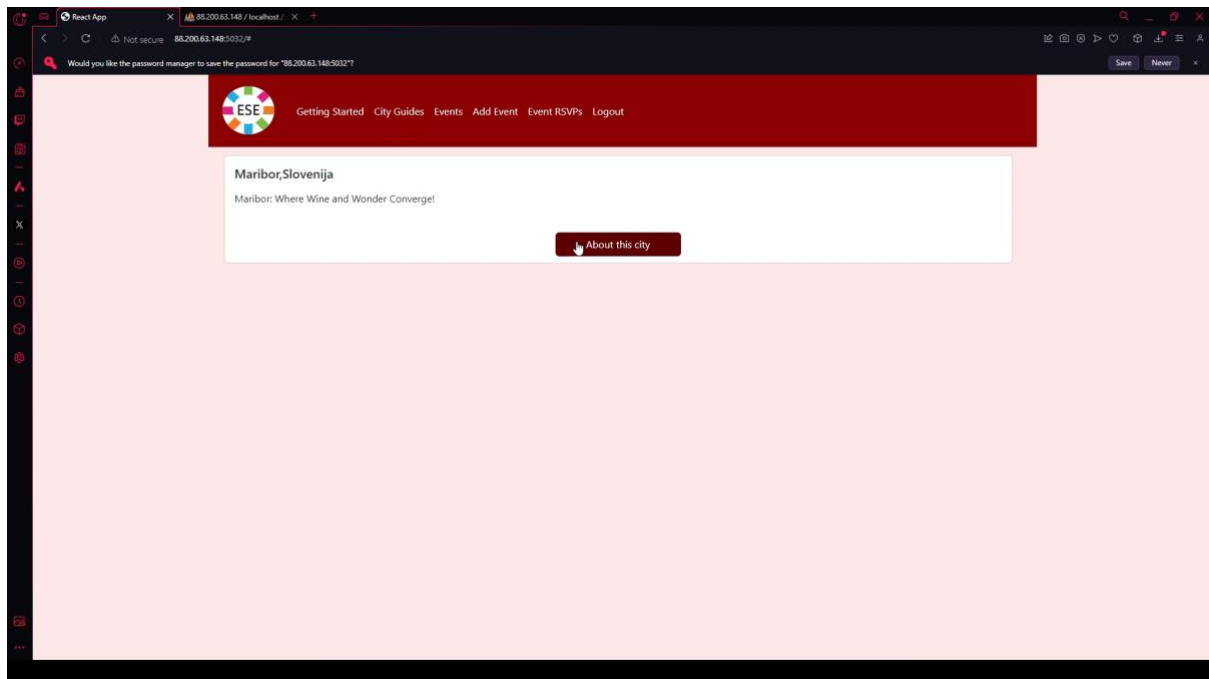 React App
88.200.63.148 / localhost /
Not secure 88.200.63.148:5032/#
Would you like the password manager to save the password for "88.200.63.148:5032"?
Save Never
ESE Getting Started City Guides Events Add Event Event RSVPs Logout
Maribor,Slovenija
Maribor: Where Wine and Wonder Converge!
About this city